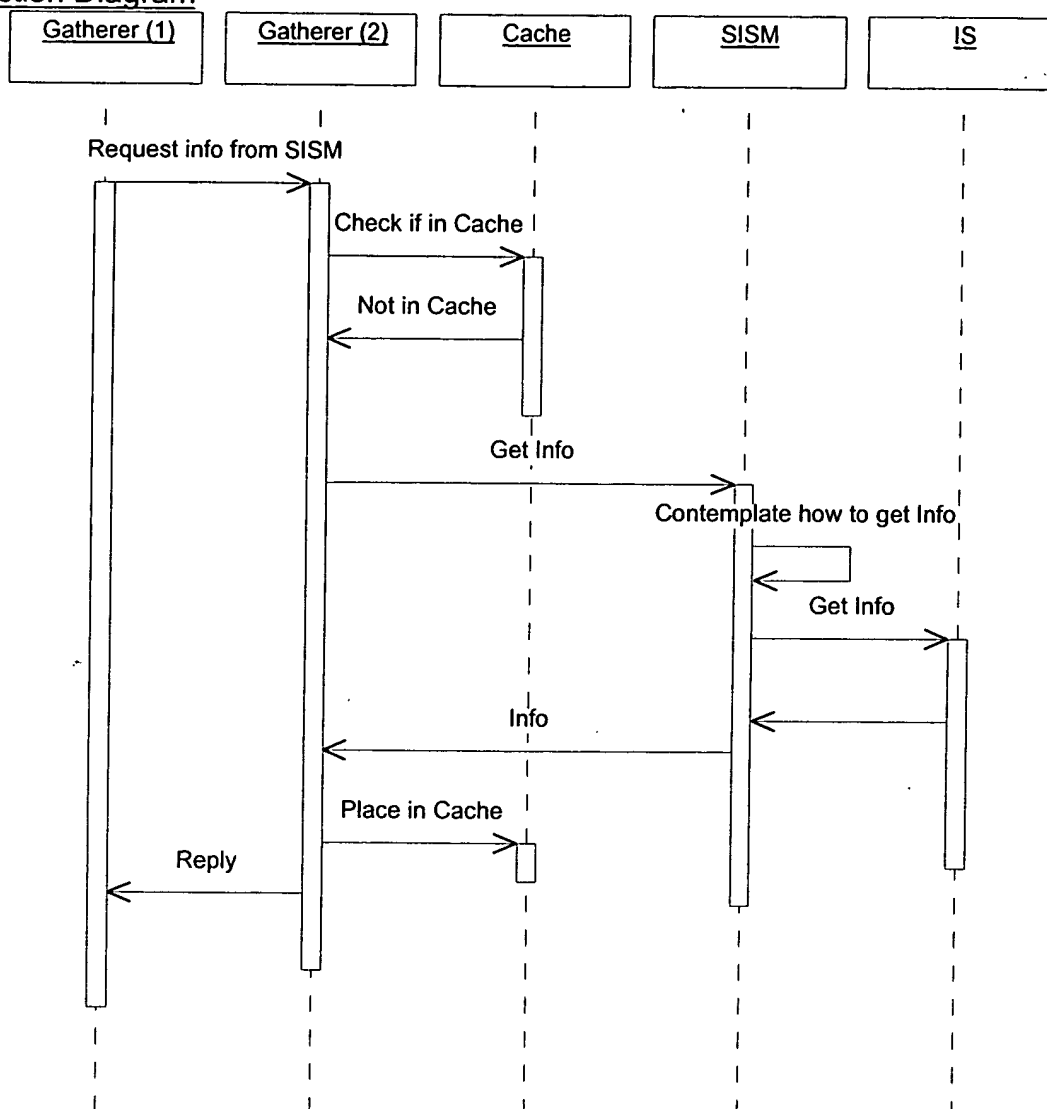 Diagram
Gatherer (1) Gatherer (2) Cache SISM IS
Request info from SISM
Check if in Cache
Not in Cache
Get Info
Contemplate how to get Info
Get Info
Info
Place in Cache
Reply